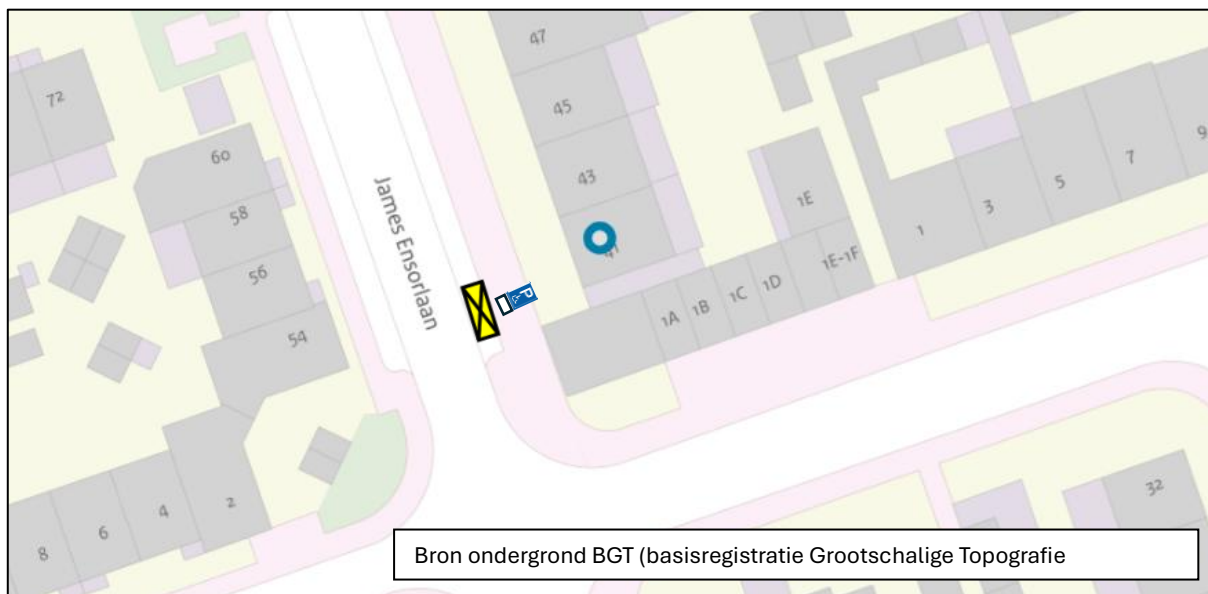 47
72
45
60
43
1E
9
7
5
3
1
58
James Ensorlaan
41
56
1E-1F
P
1D
1C
1B
1A
54
32
2
4
6
8
Bron ondergrond BGT (basisregistratie Grootschalige Topografie